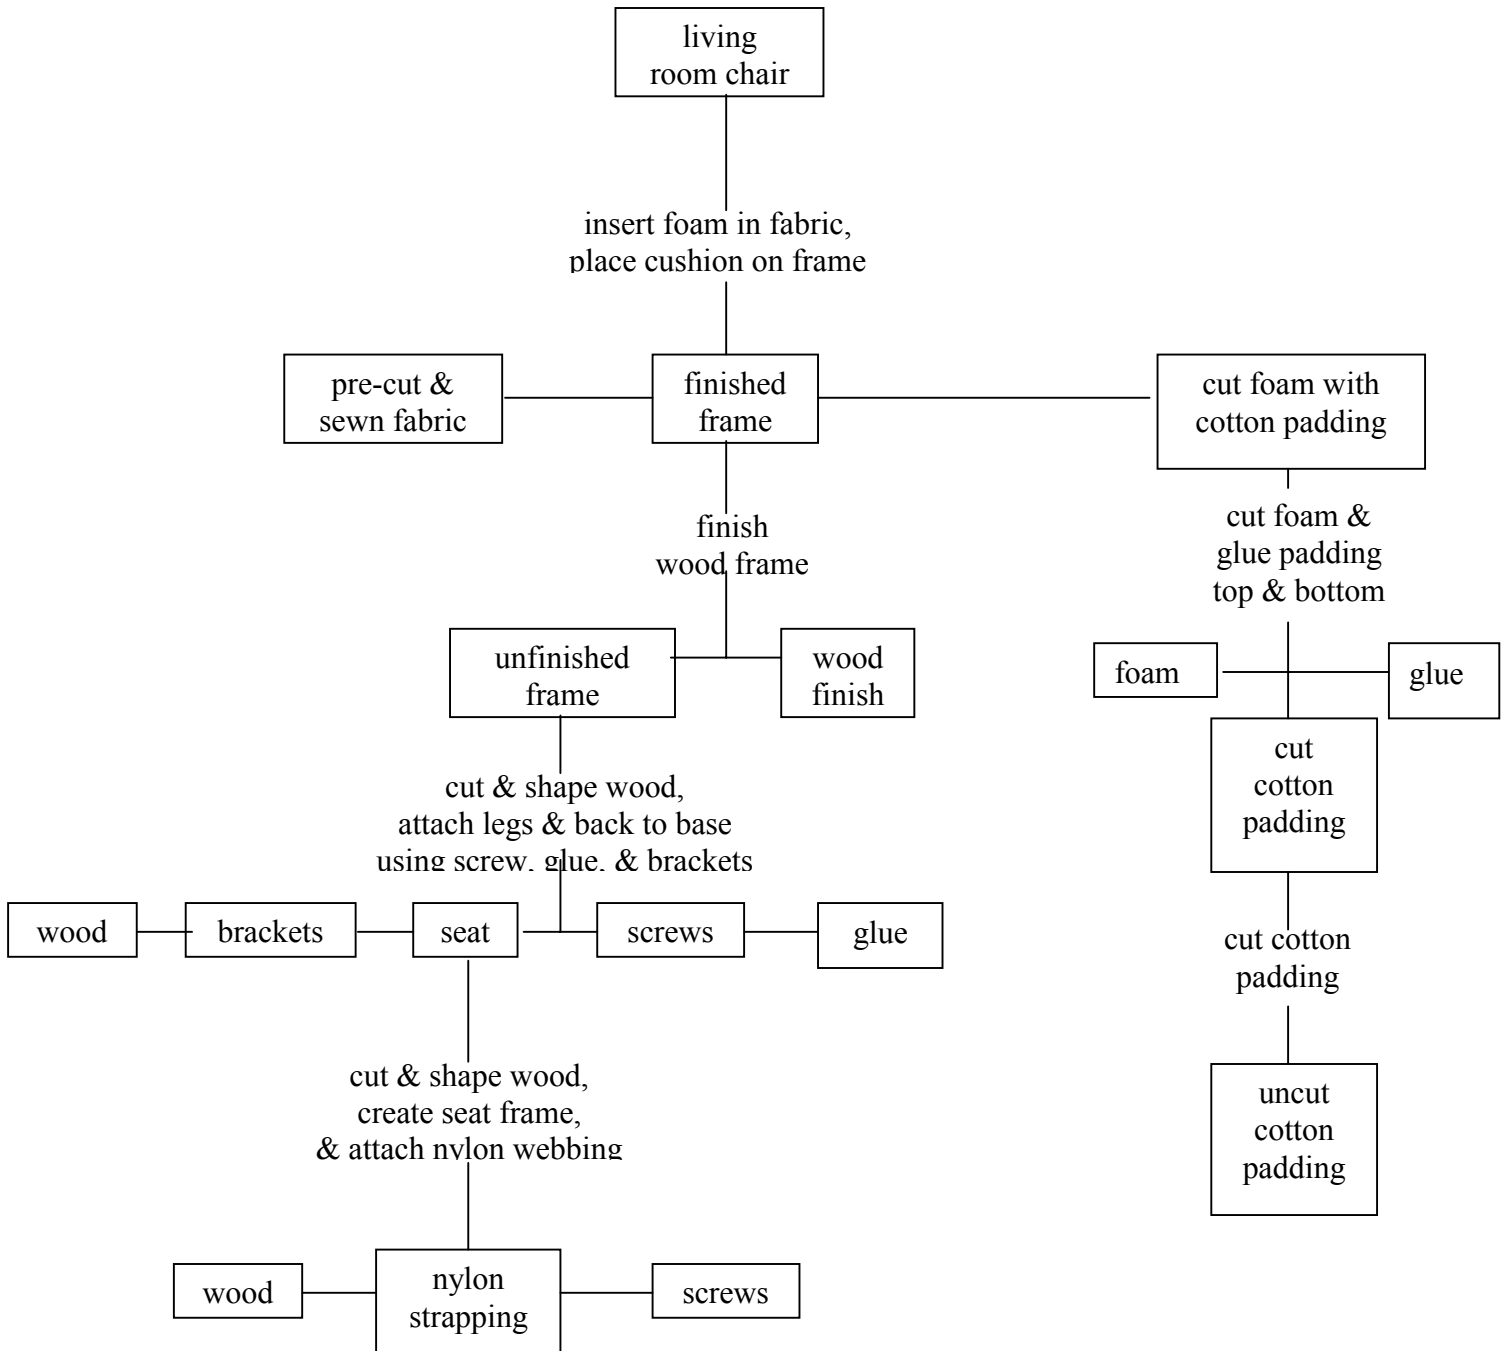 living
room chair
insert foam in fabric,
place cushion on frame
pre-cut &
sewn fabric
finished
frame
cut foam with
cotton padding
finish
wood frame
cut foam &
glue padding
top & bottom
unfinished
frame
wood
finish
foam
glue
cut
cotton
padding
cut & shape wood,
attach legs & back to base
using screw, glue, & brackets
wood
brackets
seat
screws
glue
cut cotton
padding
cut & shape wood,
create seat frame,
& attach nylon webbing
uncut
cotton
padding
wood
nylon
strapping
screws